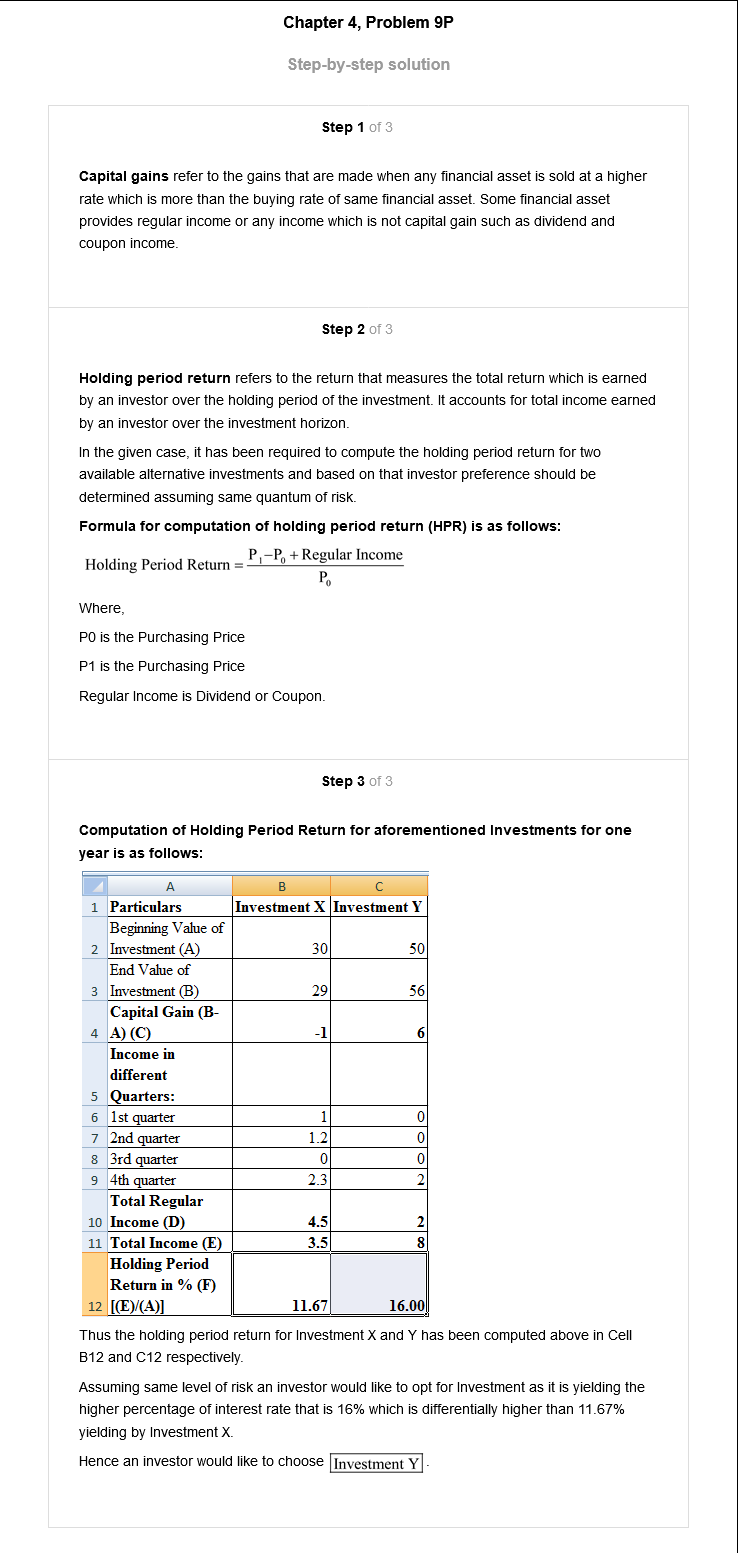 Chapter 4, Problem 9P
Step-by-step solution
Step 1 of 3
Capital gains refer to the gains that are made when any financial asset is sold at a higher
rate which is more than the buying rate of same financial asset. Some financial asset
provides regular income or any income which is not capital gain such as dividend and
coupon income.
Step 2 of 3
Holding period return refers to the return that measures the total return which is earned
by an investor over the holding period of the investment. It accounts for total income earned
by an investor over the investment horizon.
In the given case, it has been required to compute the holding period return for two
available alternative investments and based on that investor preference should be
determined assuming same quantum of risk.
Formula for computation of holding period return (HPR) is as follows:
Holding Period Return = (P₁−P₀ + Regular Income) / P₀
Where,
P0 is the Purchasing Price
P1 is the Purchasing Price
Regular Income is Dividend or Coupon.
Step 3 of 3
Computation of Holding Period Return for aforementioned Investments for one
year is as follows:
A B C
1 Particulars Investment X Investment Y
Beginning Value of
2 Investment (A) 30 50
End Value of
3 Investment (B) 29 56
Capital Gain (B-
4 A) (C) -1 6
Income in
different
5 Quarters:
6 1st quarter 1 0
7 2nd quarter 1.2 0
8 3rd quarter 0 0
9 4th quarter 2.3 2
Total Regular
10 Income (D) 4.5 2
11 Total Income (E) 3.5 8
Holding Period
Return in % (F)
12 [(E)/(A)] 11.67 16.00
Thus the holding period return for Investment X and Y has been computed above in Cell
B12 and C12 respectively.
Assuming same level of risk an investor would like to opt for Investment as it is yielding the
higher percentage of interest rate that is 16% which is differentially higher than 11.67%
yielding by Investment X.
Hence an investor would like to choose Investment Y.